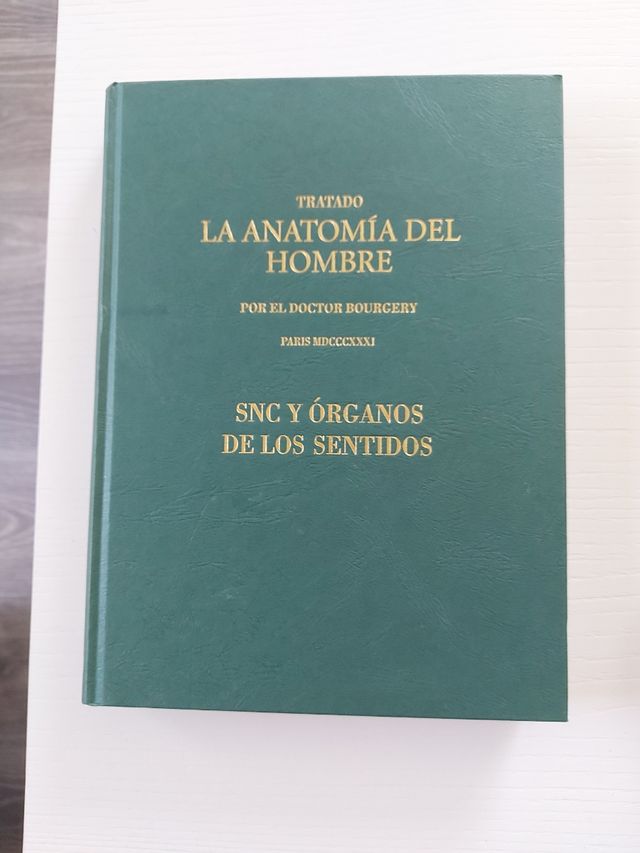 TRATADO
LA ANATOMÍA DEL
HOMBRE
POR EL DOCTOR BOURGERY
PARIS MDCCCXXXI
SNC Y ÓRGANOS
DE LOS SENTIDOS